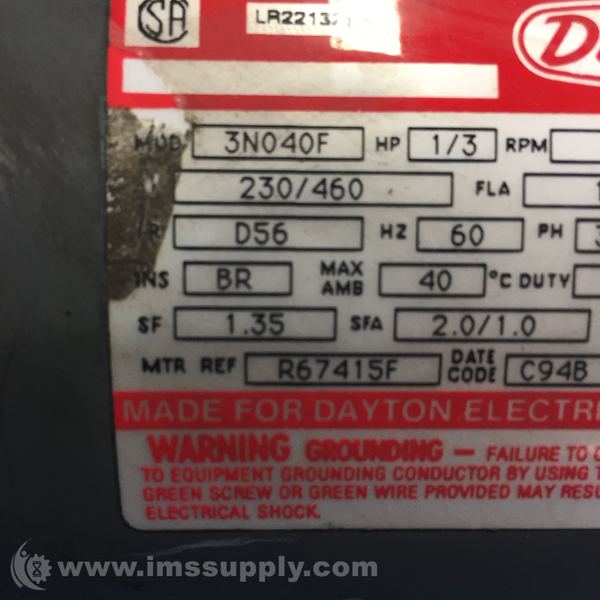 SA
MOD 3N040F HP 1/3 RPM
230/460 FLA
FR D56 HZ 60 PH 3
INS BR MAX AMB 40 °C DUTY
SF 1.35 SFA 2.0/1.0
MTR REF R67415F DATE CODE C94B
MADE FOR DAYTON ELECTRI
WARNING GROUNDING – FAILURE TO
TO EQUIPMENT GROUNDING CONDUCTOR BY USING
GREEN SCREW OR GREEN WIRE PROVIDED MAY RESU
ELECTRICAL SHOCK.
© www.imssupply.com